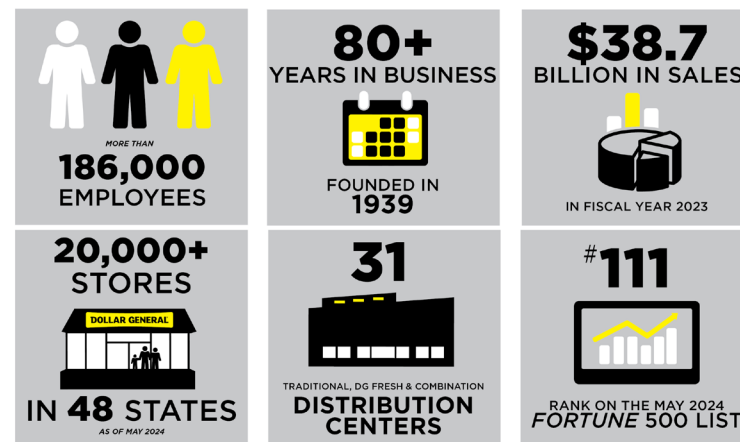 MORE THAN
186,000
EMPLOYEES
80+
YEARS IN BUSINESS
FOUNDED IN
1939
$38.7
BILLION IN SALES
IN FISCAL YEAR 2023
20,000+
STORES
DOLLAR GENERAL
IN 48 STATES
AS OF MAY 2024
31
TRADITIONAL, DG FRESH & COMBINATION
DISTRIBUTION
CENTERS
#111
RANK ON THE MAY 2024
FORTUNE 500 LIST